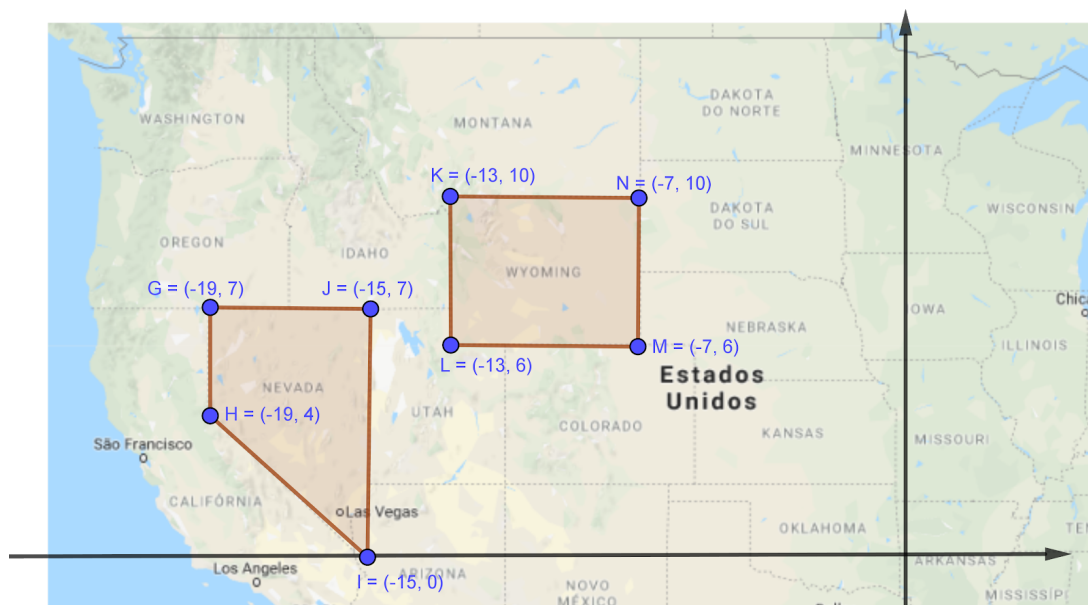 DAKOTA
DO NORTE
WASHINGTON
MONTANA
MINNESOTA
K = (-13, 10)
N = (-7, 10)
DAKOTA
DO SUL
WISCONSIN
OREGON
IDAHO
WYOMING
G = (-19, 7)
J = (-15, 7)
Chic
IOWA
NEBRASKA
ILLINOIS
M = (-7, 6)
L = (-13, 6)
Estados
Unidos
NEVADA
UTAH
H = (-19, 4)
COLORADO
KANSAS
MISSOURI
São Francisco
CALIFÓRNIA
Las Vegas
OKLAHOMA
TE
ARKANSAS
Los Angeles
ARIZONA
I = (-15, 0)
NOVO
MÉXICO
MISSISSÍPI